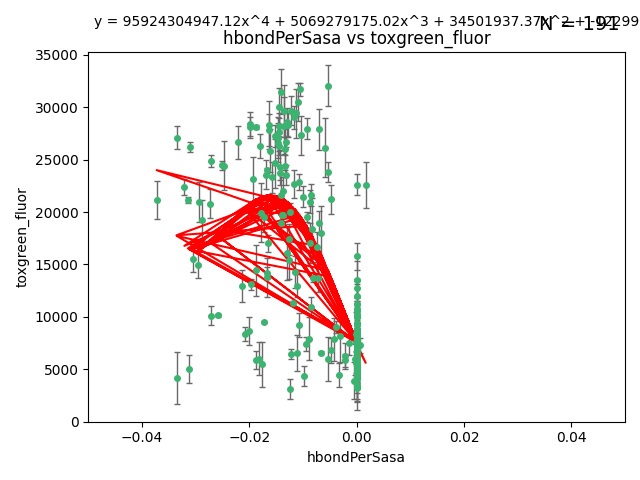 y = 95924304947.12x^4 + 5069279175.02x^3 + 34501937.37x^2 + -12299
N = 191
hbondPerSasa vs toxgreen_fluor
35000
30000
25000
20000
15000
10000
5000
0
toxgreen_fluor
−0.04
−0.02
0.00
0.02
0.04
hbondPerSasa